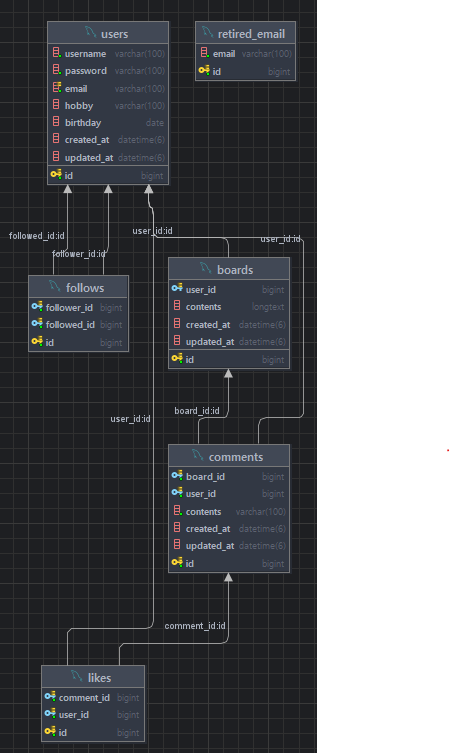 users
username varchar(100)
password varchar(100)
email varchar(100)
hobby varchar(100)
birthday date
created_at datetime(6)
updated_at datetime(6)
id bigint
retired_email
email varchar(100)
id bigint
followed_id:id
follower_id:id
user_id:id
user_id:id
follows
follower_id bigint
followed_id bigint
id bigint
boards
user_id bigint
contents longtext
created_at datetime(6)
updated_at datetime(6)
id bigint
board_id:id
user_id:id
comments
board_id bigint
user_id bigint
contents varchar(100)
created_at datetime(6)
updated_at datetime(6)
id bigint
comment_id:id
likes
comment_id bigint
user_id bigint
id bigint